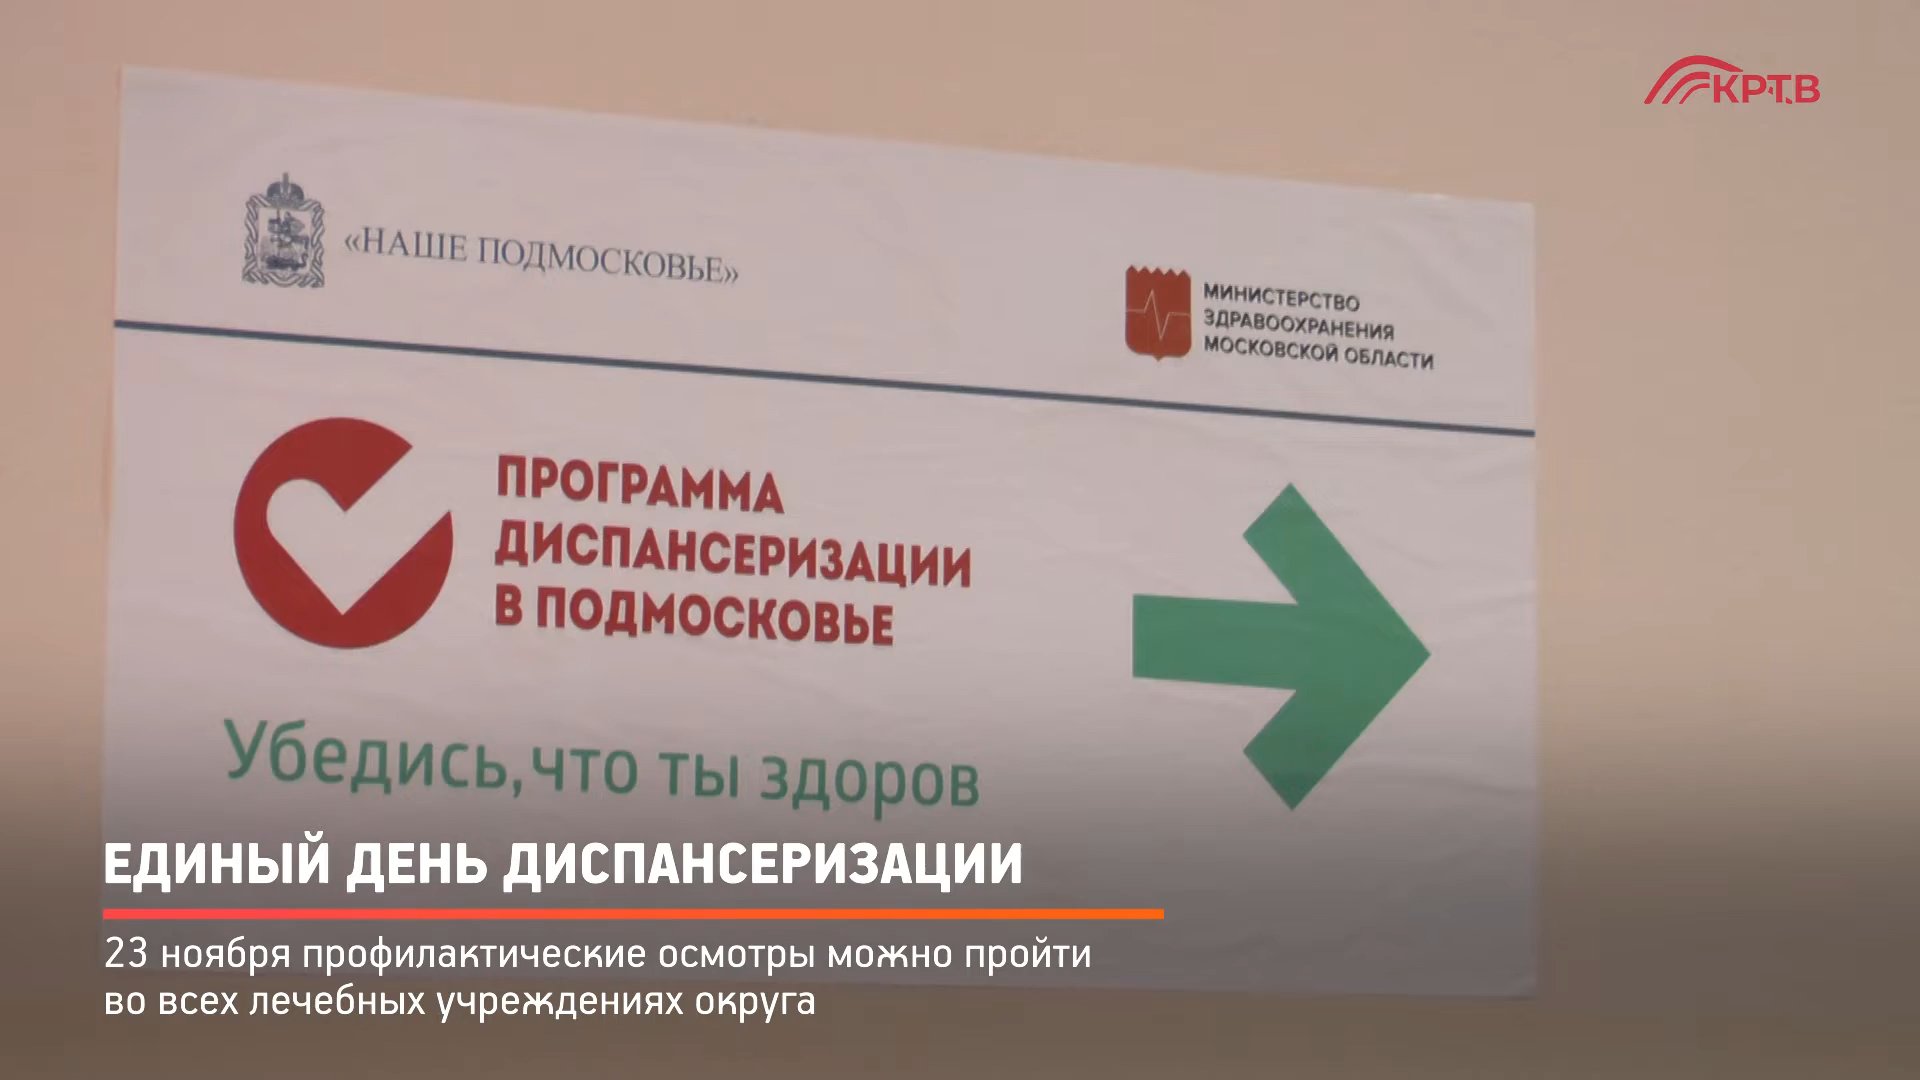 КРТВ
«НАШЕ ПОДМОСКОВЬЕ»
МИНИСТЕРСТВО
ЗДРАВООХРАНЕНИЯ
МОСКОВСКОЙ ОБЛАСТИ
ПРОГРАММА
ДИСПАНСЕРИЗАЦИИ
В ПОДМОСКОВЬЕ
Убедись, что ты здоров
ЕДИНЫЙ ДЕНЬ ДИСПАНСЕРИЗАЦИИ
23 ноября профилактические осмотры можно пройти
во всех лечебных учреждениях округа